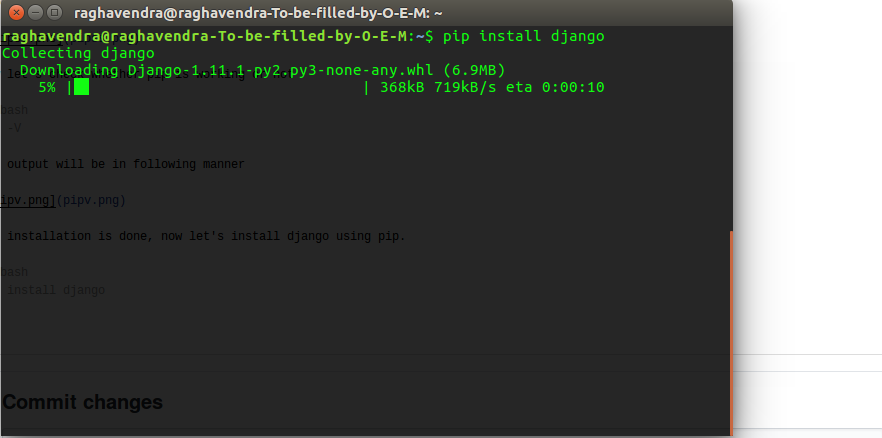 raghavendra@raghavendra-To-be-filled-by-O-E-M: ~
raghavendra@raghavendra-To-be-filled-by-O-E-M:~$ pip install django
Collecting django
Downloading Django-1.11.1-py2.py3-none-any.whl (6.9MB)
5% | | 368kB 719kB/s eta 0:00:10
bash
-V
output will be in following manner
ipv.png](pipv.png)
installation is done, now let's install django using pip.
bash
install django
Commit changes